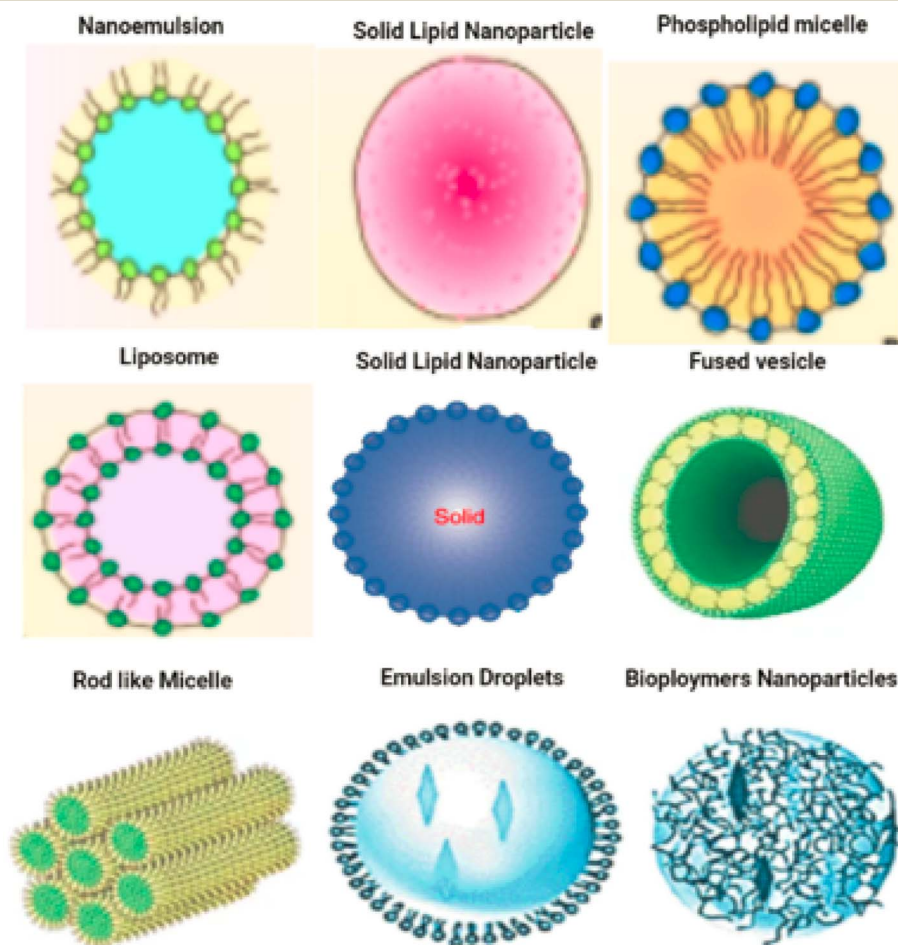 Nanoemulsion
Solid Lipid Nanoparticle
Phospholipid micelle
Liposome
Solid Lipid Nanoparticle
Fused vesicle
Solid
Rod like Micelle
Emulsion Droplets
Bioploymers Nanoparticles